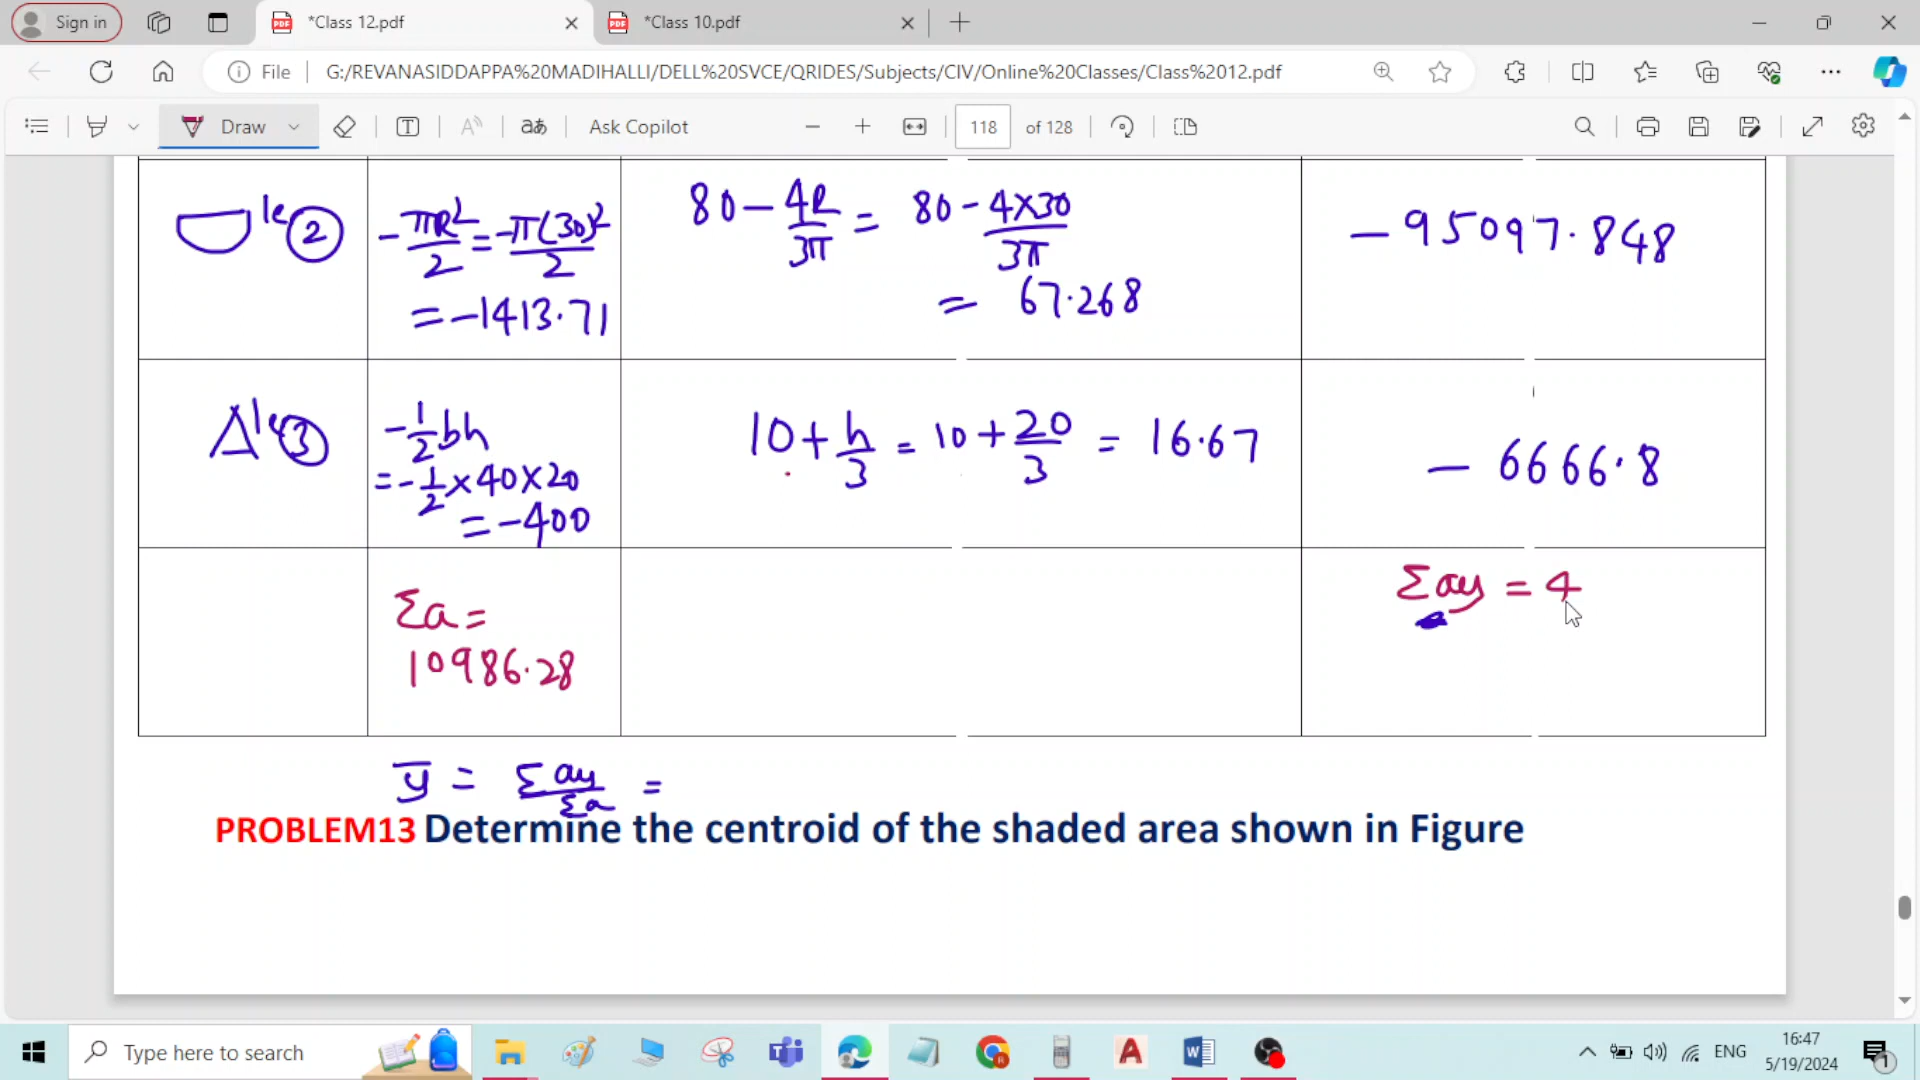 Sign in
*Class 12.pdf
*Class 10.pdf
File
G:/REVANASIDDAPPA%20MADIHALLI/DELL%20SVCE/QRIDES/Subjects/CIV/Online%20Classes/Class%2012.pdf
Draw
Ask Copilot
118 of 128
△le ②
-πR²/2 = -π(30)²/2
= -1413.71
80 - 4R/3π = 80 - 4×30/3π
= 67.268
- 95097.848
△le ③
-1/2 bh
= -1/2 × 40 × 20
= -400
10 + h/3 = 10 + 20/3 = 16.67
- 6666.8
Σa =
10986.28
Σay = 4
ȳ = Σay/Σa =
PROBLEM13 Determine the centroid of the shaded area shown in Figure
Type here to search
ENG
16:47
5/19/2024
1